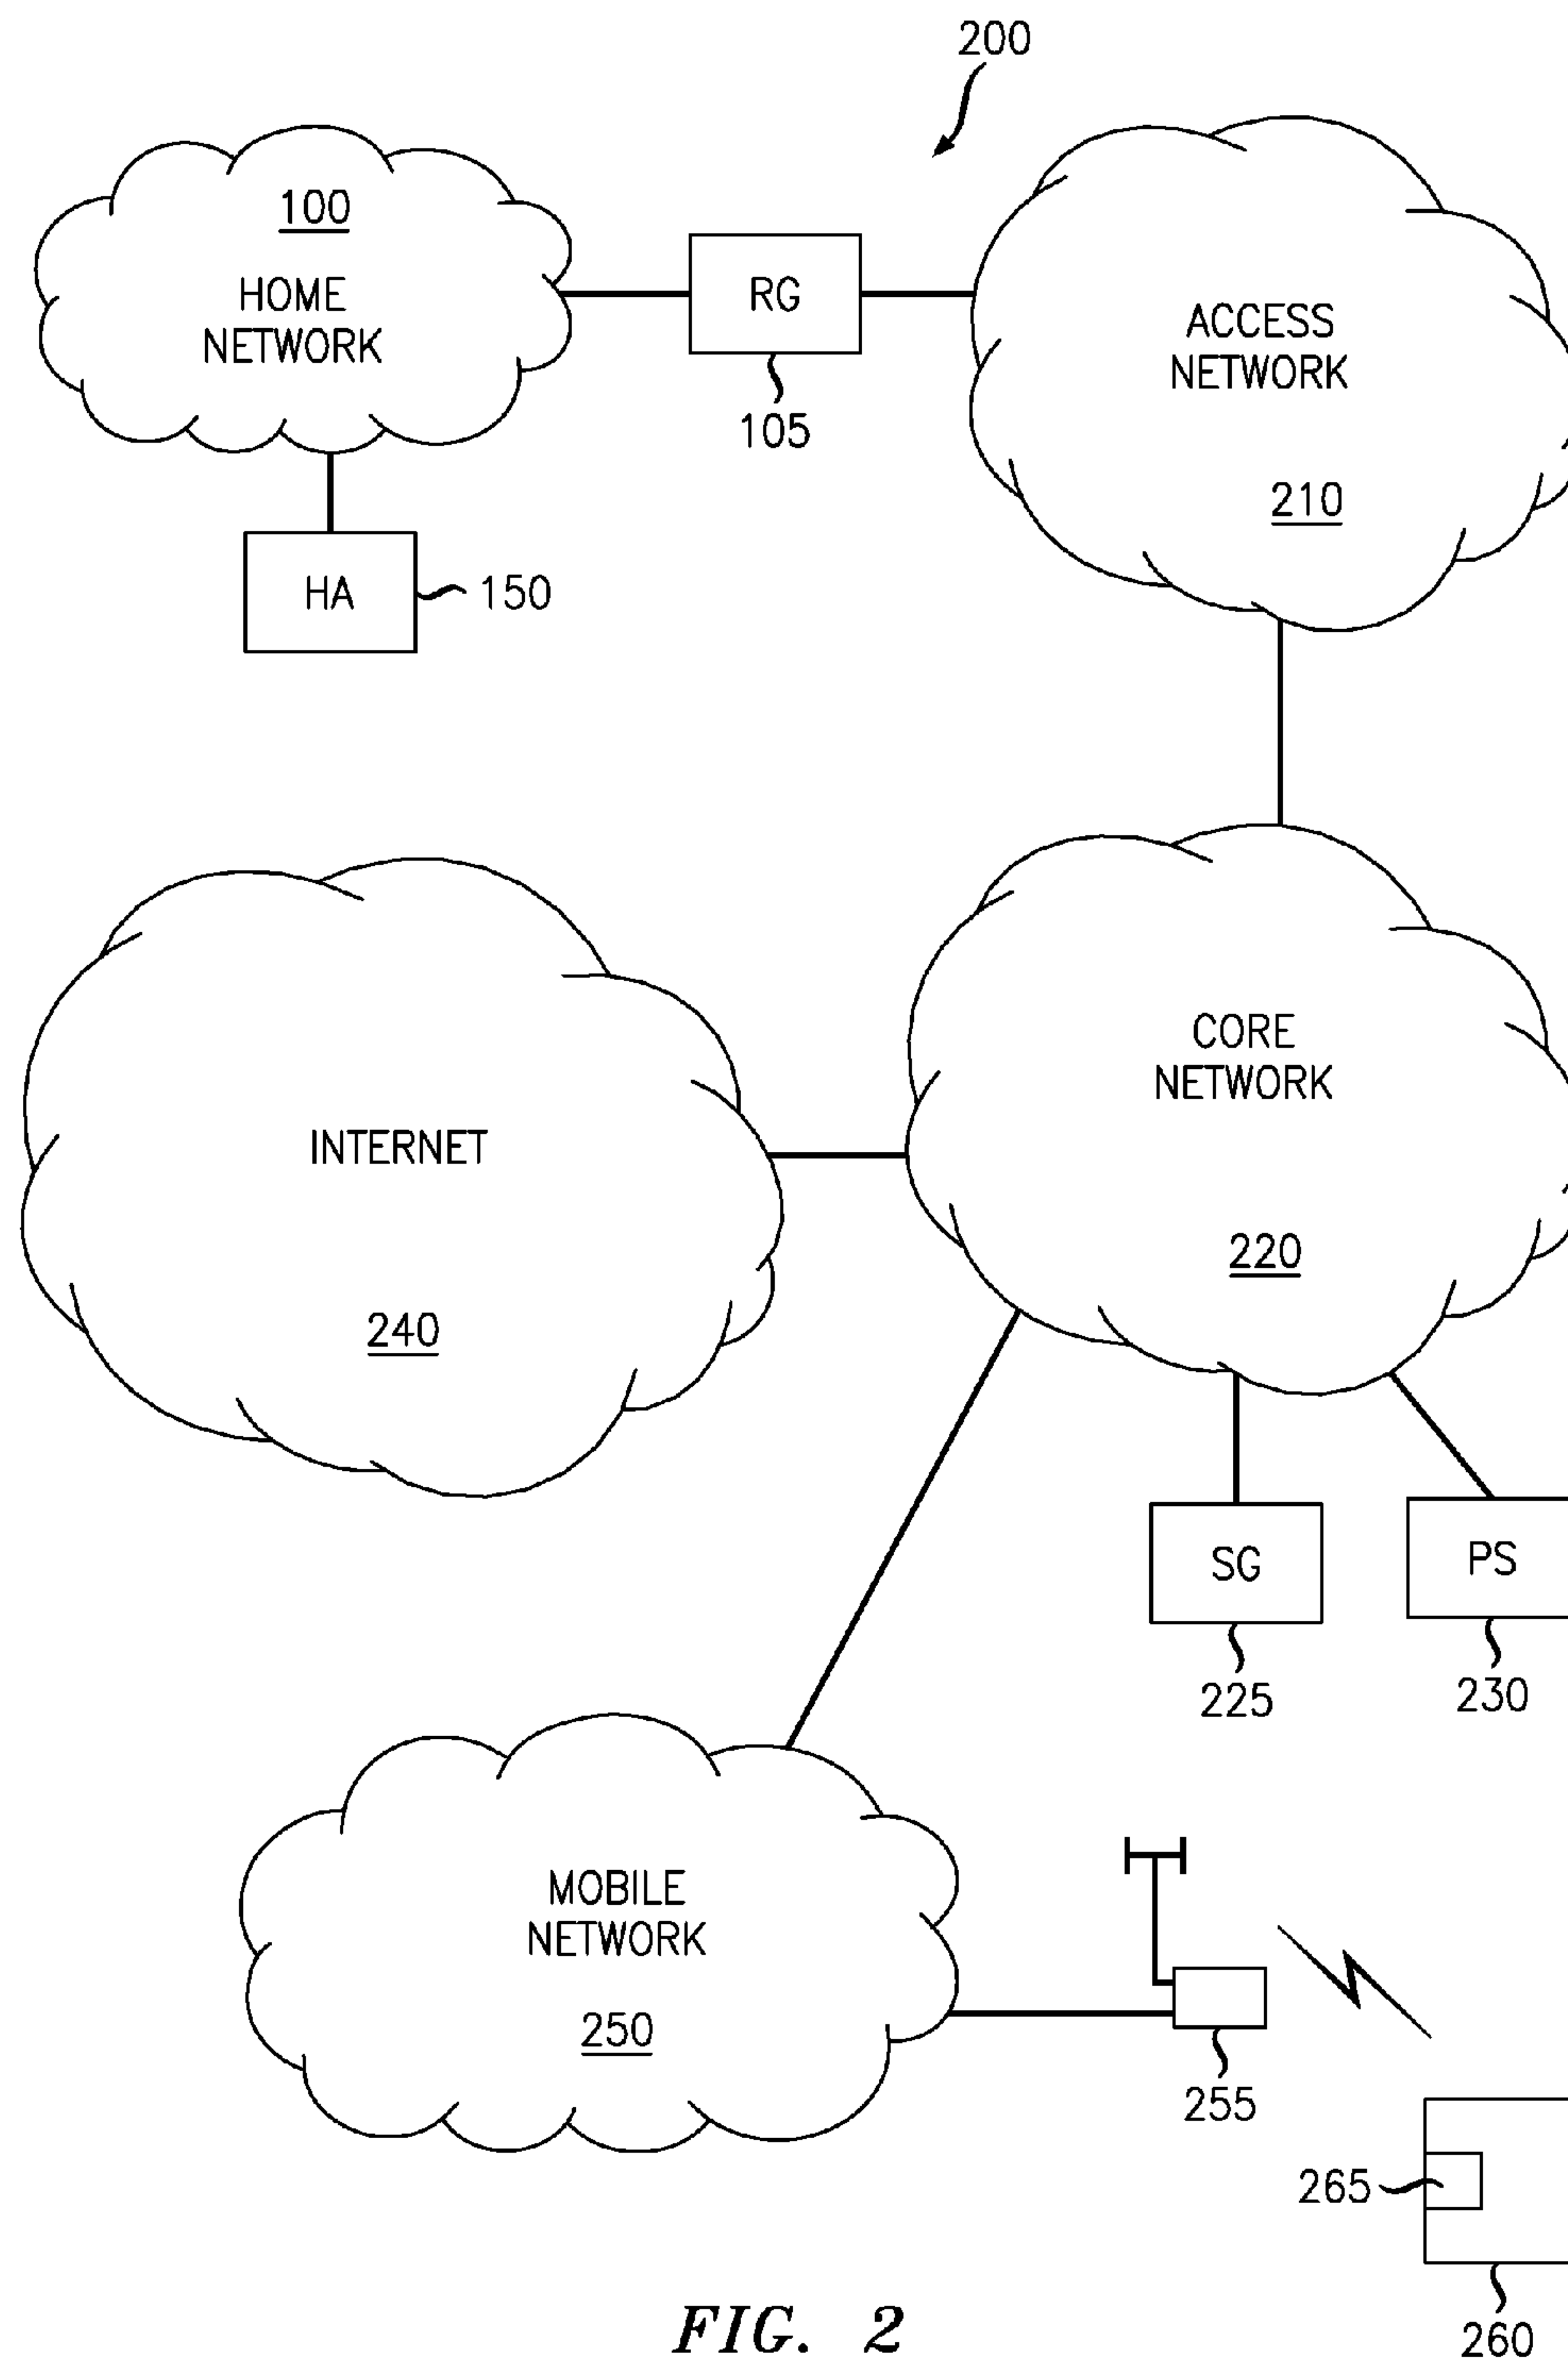 200
100
HOME
NETWORK
RG
105
ACCESS
NETWORK
210
HA
150
CORE
NETWORK
220
INTERNET
240
SG
225
PS
230
MOBILE
NETWORK
250
255
265
260
FIG. 2